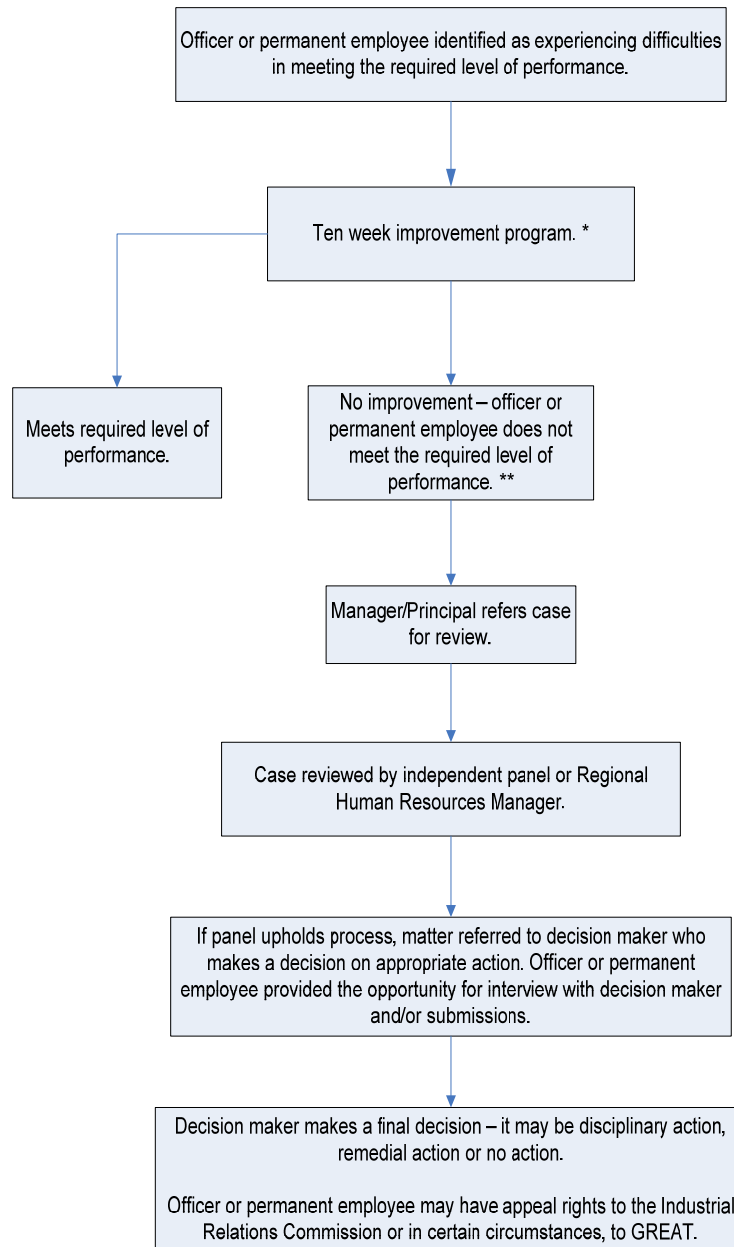 Officer or permanent employee identified as experiencing difficulties
in meeting the required level of performance.
Ten week improvement program. *
Meets required level of
performance.
No improvement – officer or
permanent employee does not
meet the required level of
performance. **
Manager/Principal refers case
for review.
Case reviewed by independent panel or Regional
Human Resources Manager.
If panel upholds process, matter referred to decision maker who
makes a decision on appropriate action. Officer or permanent
employee provided the opportunity for interview with decision maker
and/or submissions.
Decision maker makes a final decision – it may be disciplinary action,
remedial action or no action.
Officer or permanent employee may have appeal rights to the Industrial
Relations Commission or in certain circumstances, to GREAT.